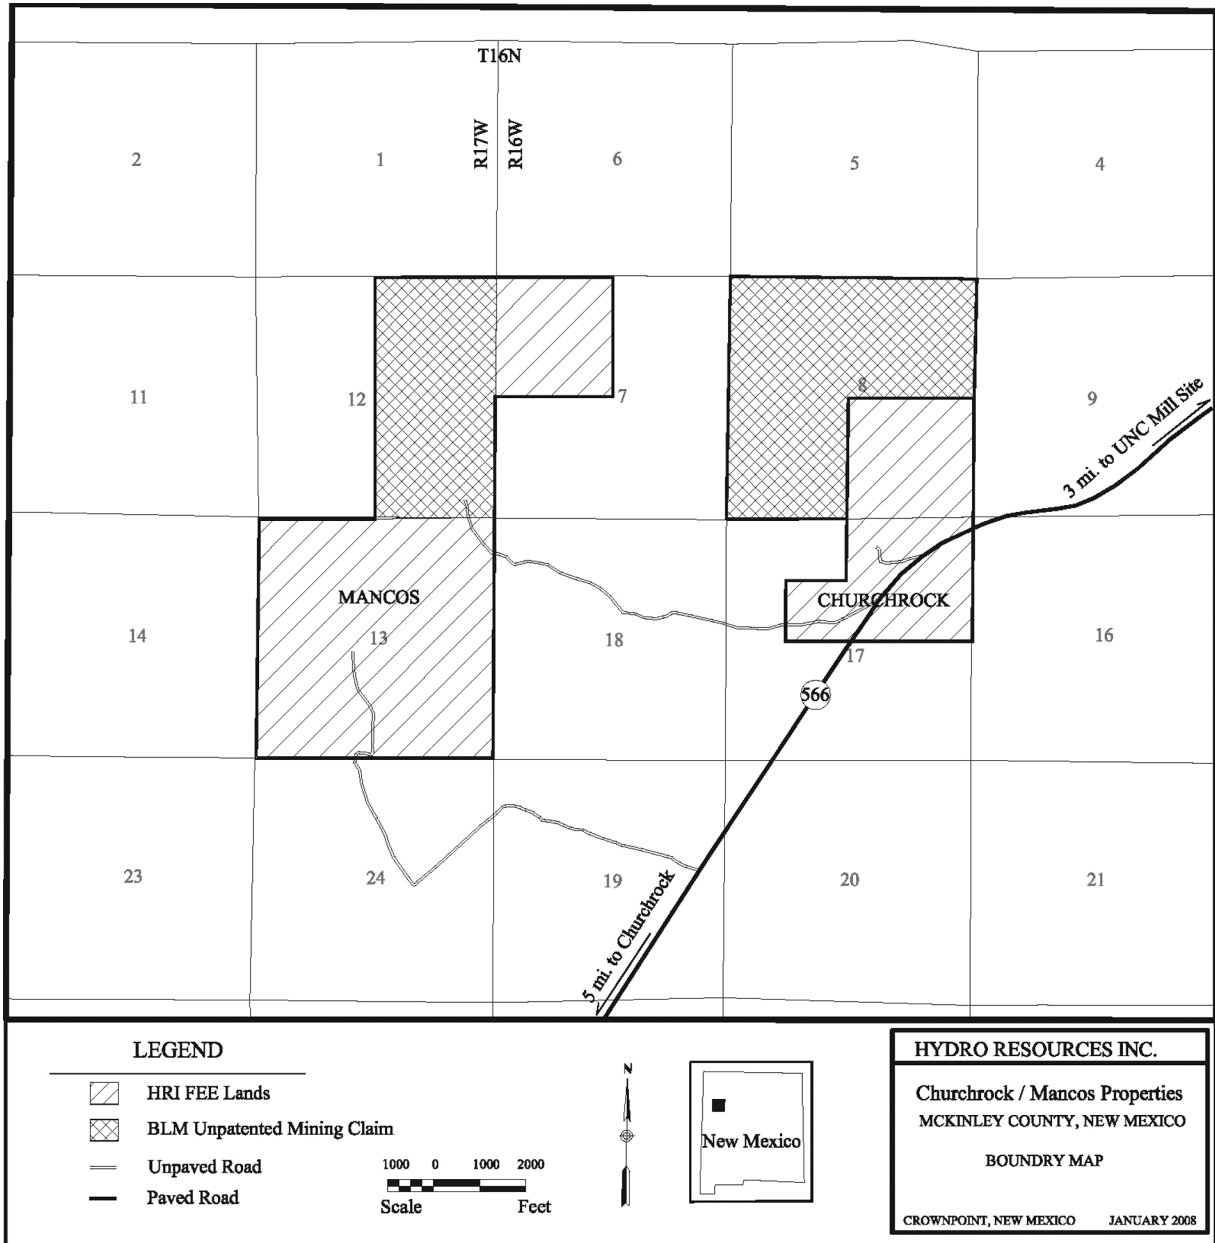 T16N
R17W
R16W
2
1
6
5
4
11
12
7
8
9
3 mi. to UNC Mill Site
MANCOS
CHURCHROCK
14
13
18
17
16
566
23
24
19
20
21
5 mi. to Churchrock
LEGEND
HRI FEE Lands
BLM Unpatented Mining Claim
Unpaved Road
Paved Road
1000 0 1000 2000
Scale Feet
N
New Mexico
HYDRO RESOURCES INC.
Churchrock / Mancos Properties
MCKINLEY COUNTY, NEW MEXICO
BOUNDRY MAP
CROWNPOINT, NEW MEXICO JANUARY 2008